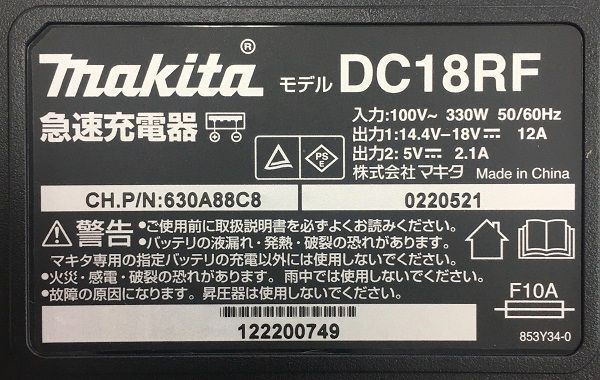 makita®
モデル DC18RF
急速充電器
入力:100V~ 330W 50/60Hz
出力1:14.4V-18V⎓ 12A
出力2:5V⎓ 2.1A
株式会社マキタ Made in China
PS
E
CH.P/N:630A88C8
0220521
警告
●ご使用前に取扱説明書を必ずよくお読みください。
●バッテリの液漏れ・発熱・破裂の恐れがあります。
マキタ専用の指定バッテリの充電以外には使用しないでください。
●火災・感電・破裂の恐れがあります。雨中では使用しないでください。
●故障の原因になります。昇圧器は使用しないでください。
F10A
122200749
853Y34-0